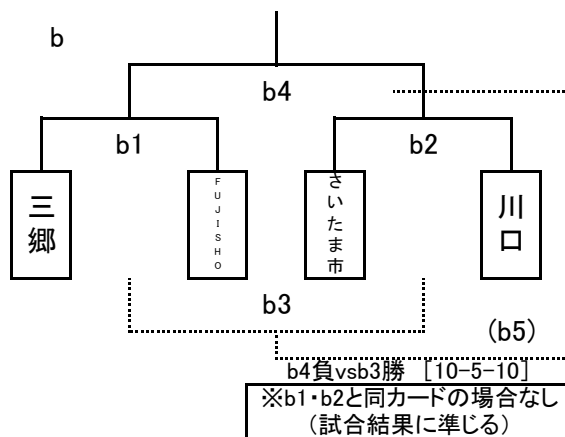 b
b4
b1
b2
三郷
FUJISHO
さいたま市
川口
b3
(b5)
b4負vsb3勝 [10-5-10]
※b1・b2と同カードの場合なし
(試合結果に準じる)